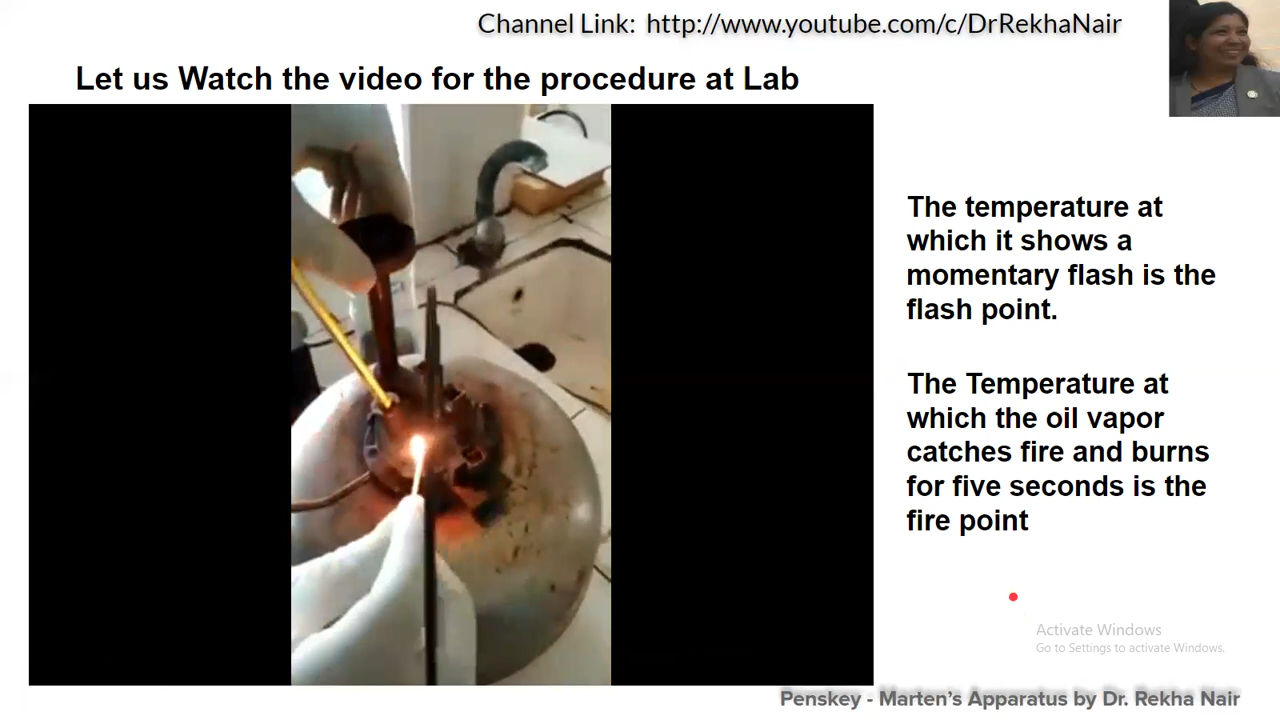 Channel Link: http://www.youtube.com/c/DrRekhaNair
Let us Watch the video for the procedure at Lab
The temperature at
which it shows a
momentary flash is the
flash point.
The Temperature at
which the oil vapor
catches fire and burns
for five seconds is the
fire point
Activate Windows
Go to Settings to activate Windows.
Penskey - Marten's Apparatus by Dr. Rekha Nair